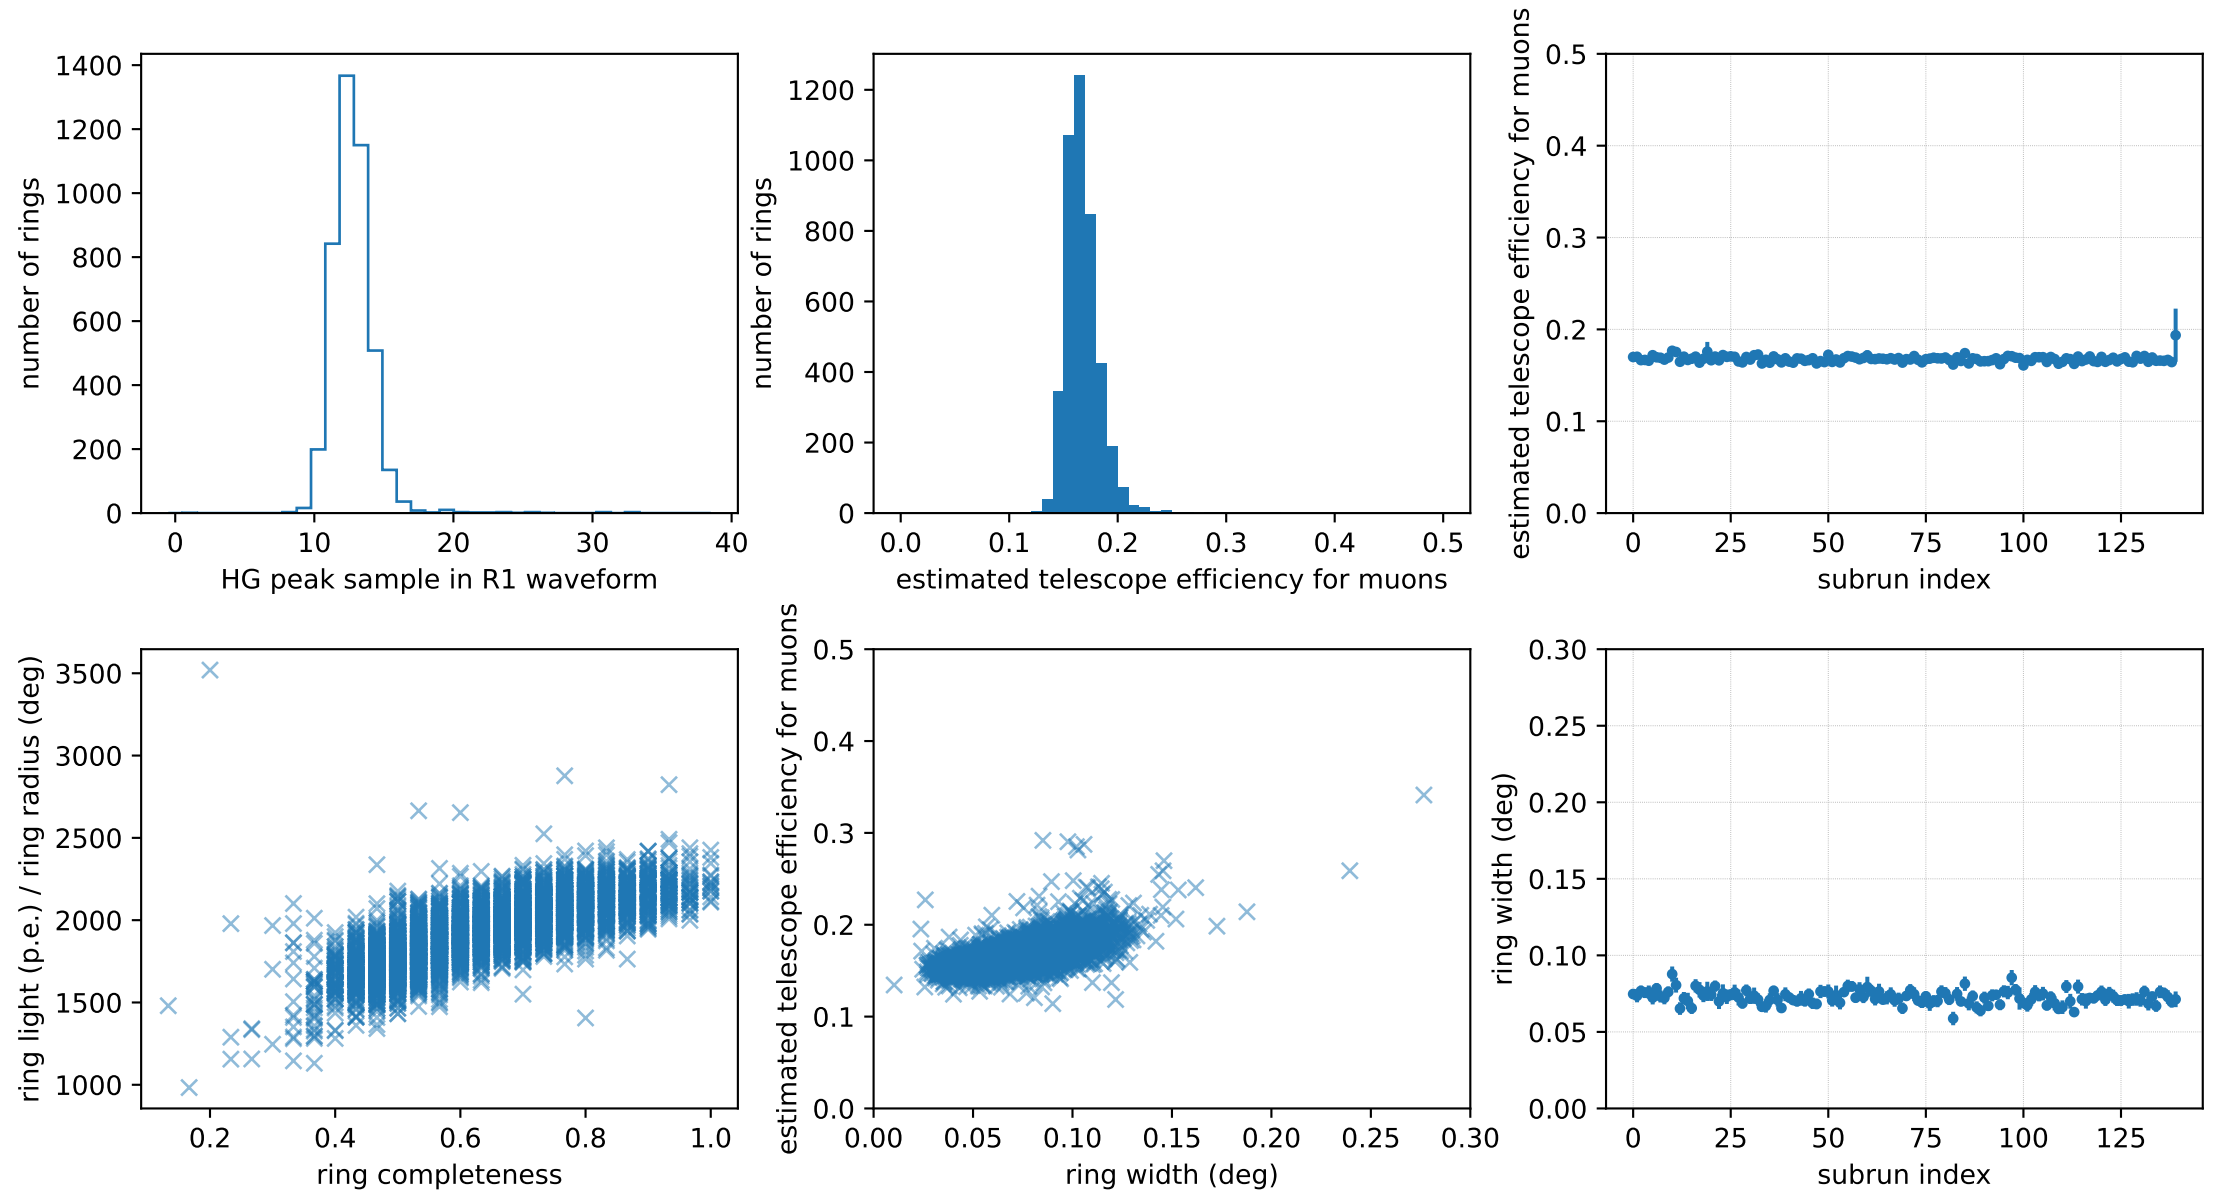 1400
1200
1000
800
600
400
200
0
number of rings
0 10 20 30 40
HG peak sample in R1 waveform
1200
1000
800
600
400
200
0
number of rings
0.0 0.1 0.2 0.3 0.4 0.5
estimated telescope efficiency for muons
0.5
0.4
0.3
0.2
0.1
0.0
estimated telescope efficiency for muons
0 25 50 75 100 125
subrun index
3500
3000
2500
2000
1500
1000
ring light (p.e.) / ring radius (deg)
0.2 0.4 0.6 0.8 1.0
ring completeness
0.5
0.4
0.3
0.2
0.1
0.0
estimated telescope efficiency for muons
0.00 0.05 0.10 0.15 0.20 0.25 0.30
ring width (deg)
0.30
0.25
0.20
0.15
0.10
0.05
0.00
ring width (deg)
0 25 50 75 100 125
subrun index